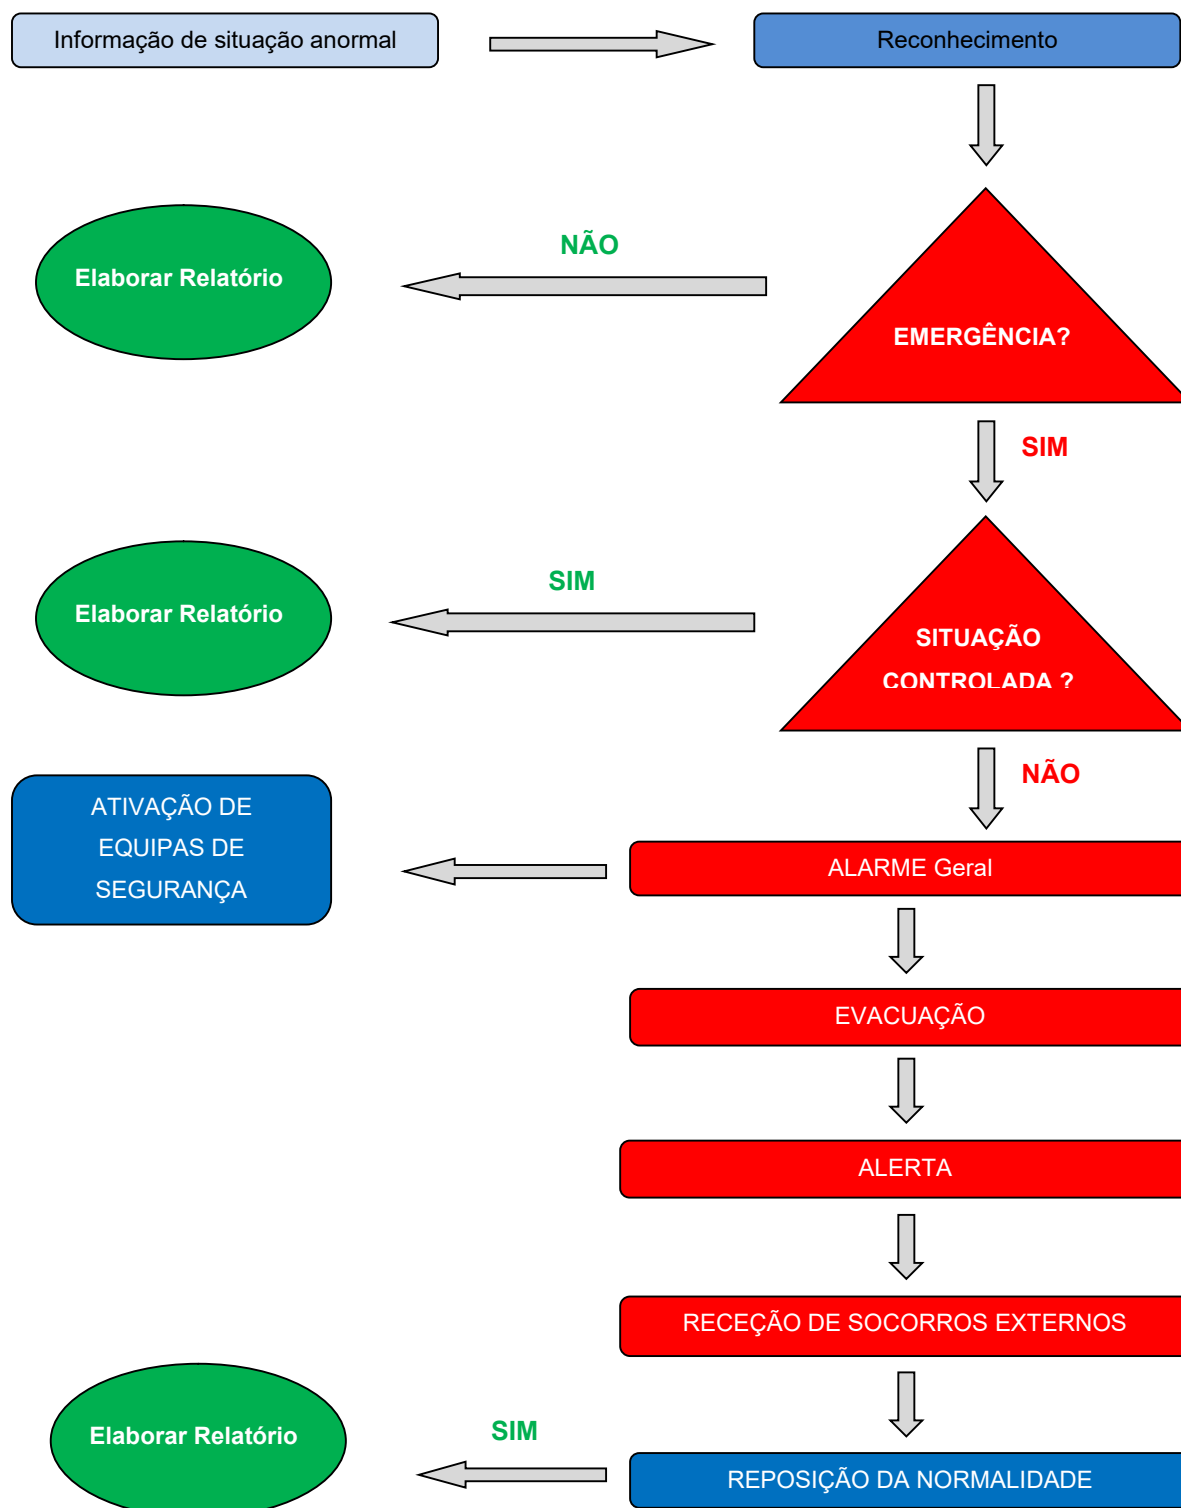 Informação de situação anormal
Reconhecimento
NÃO
Elaborar Relatório
EMERGÊNCIA?
SIM
SIM
Elaborar Relatório
SITUAÇÃO
CONTROLADA ?
NÃO
ATIVAÇÃO DE
EQUIPAS DE
SEGURANÇA
ALARME Geral
EVACUAÇÃO
ALERTA
RECEÇÃO DE SOCORROS EXTERNOS
SIM
Elaborar Relatório
REPOSIÇÃO DA NORMALIDADE